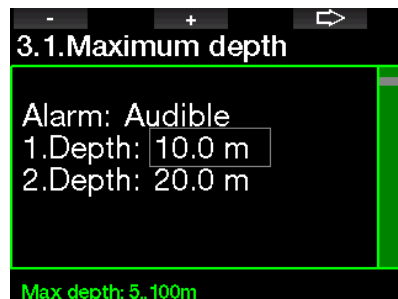 - +
3.1.Maximum depth
Alarm: Audible
1.Depth: 10.0 m
2.Depth: 20.0 m
Max depth: 5..100m